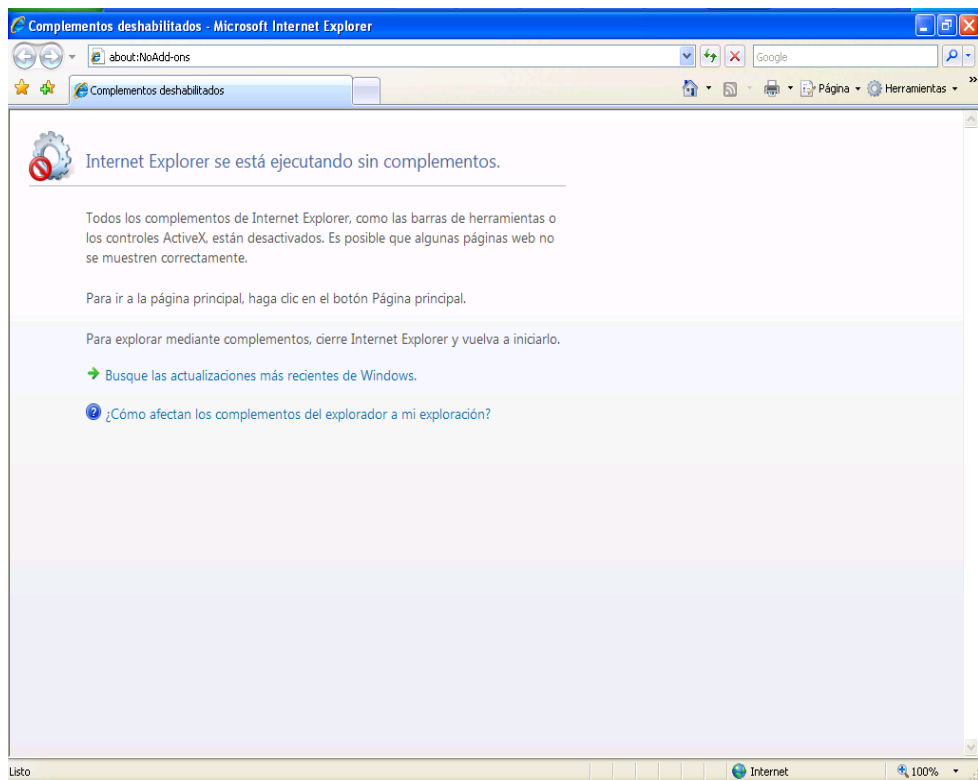 Complementos deshabilitados - Microsoft Internet Explorer
about:NoAdd-ons
Google
Complementos deshabilitados
Página
Herramientas
Internet Explorer se está ejecutando sin complementos.
Todos los complementos de Internet Explorer, como las barras de herramientas o
los controles ActiveX, están desactivados. Es posible que algunas páginas web no
se muestren correctamente.
Para ir a la página principal, haga clic en el botón Página principal.
Para explorar mediante complementos, cierre Internet Explorer y vuelva a iniciarlo.
Busque las actualizaciones más recientes de Windows.
¿Cómo afectan los complementos del explorador a mi exploración?
Listo
Internet
100%